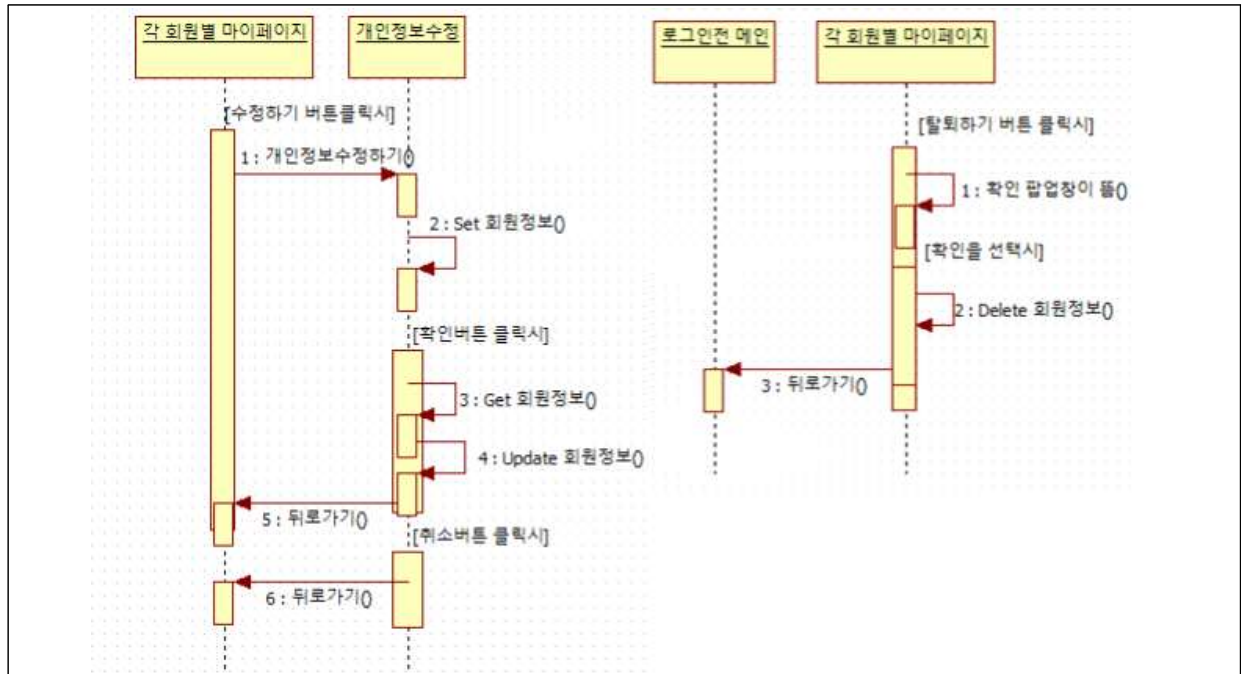 각 회원별 마이페이지
개인정보수정
[수정하기 버튼클릭시]
1 : 개인정보수정하기()
2 : Set 회원정보()
[확인버튼 클릭시]
3 : Get 회원정보()
4 : Update 회원정보()
5 : 뒤로가기()
[취소버튼 클릭시]
6 : 뒤로가기()
로그인전 메인
각 회원별 마이페이지
[탈퇴하기 버튼 클릭시]
1 : 확인 팝업창이 뜸()
[확인을 선택시]
2 : Delete 회원정보()
3 : 뒤로가기()